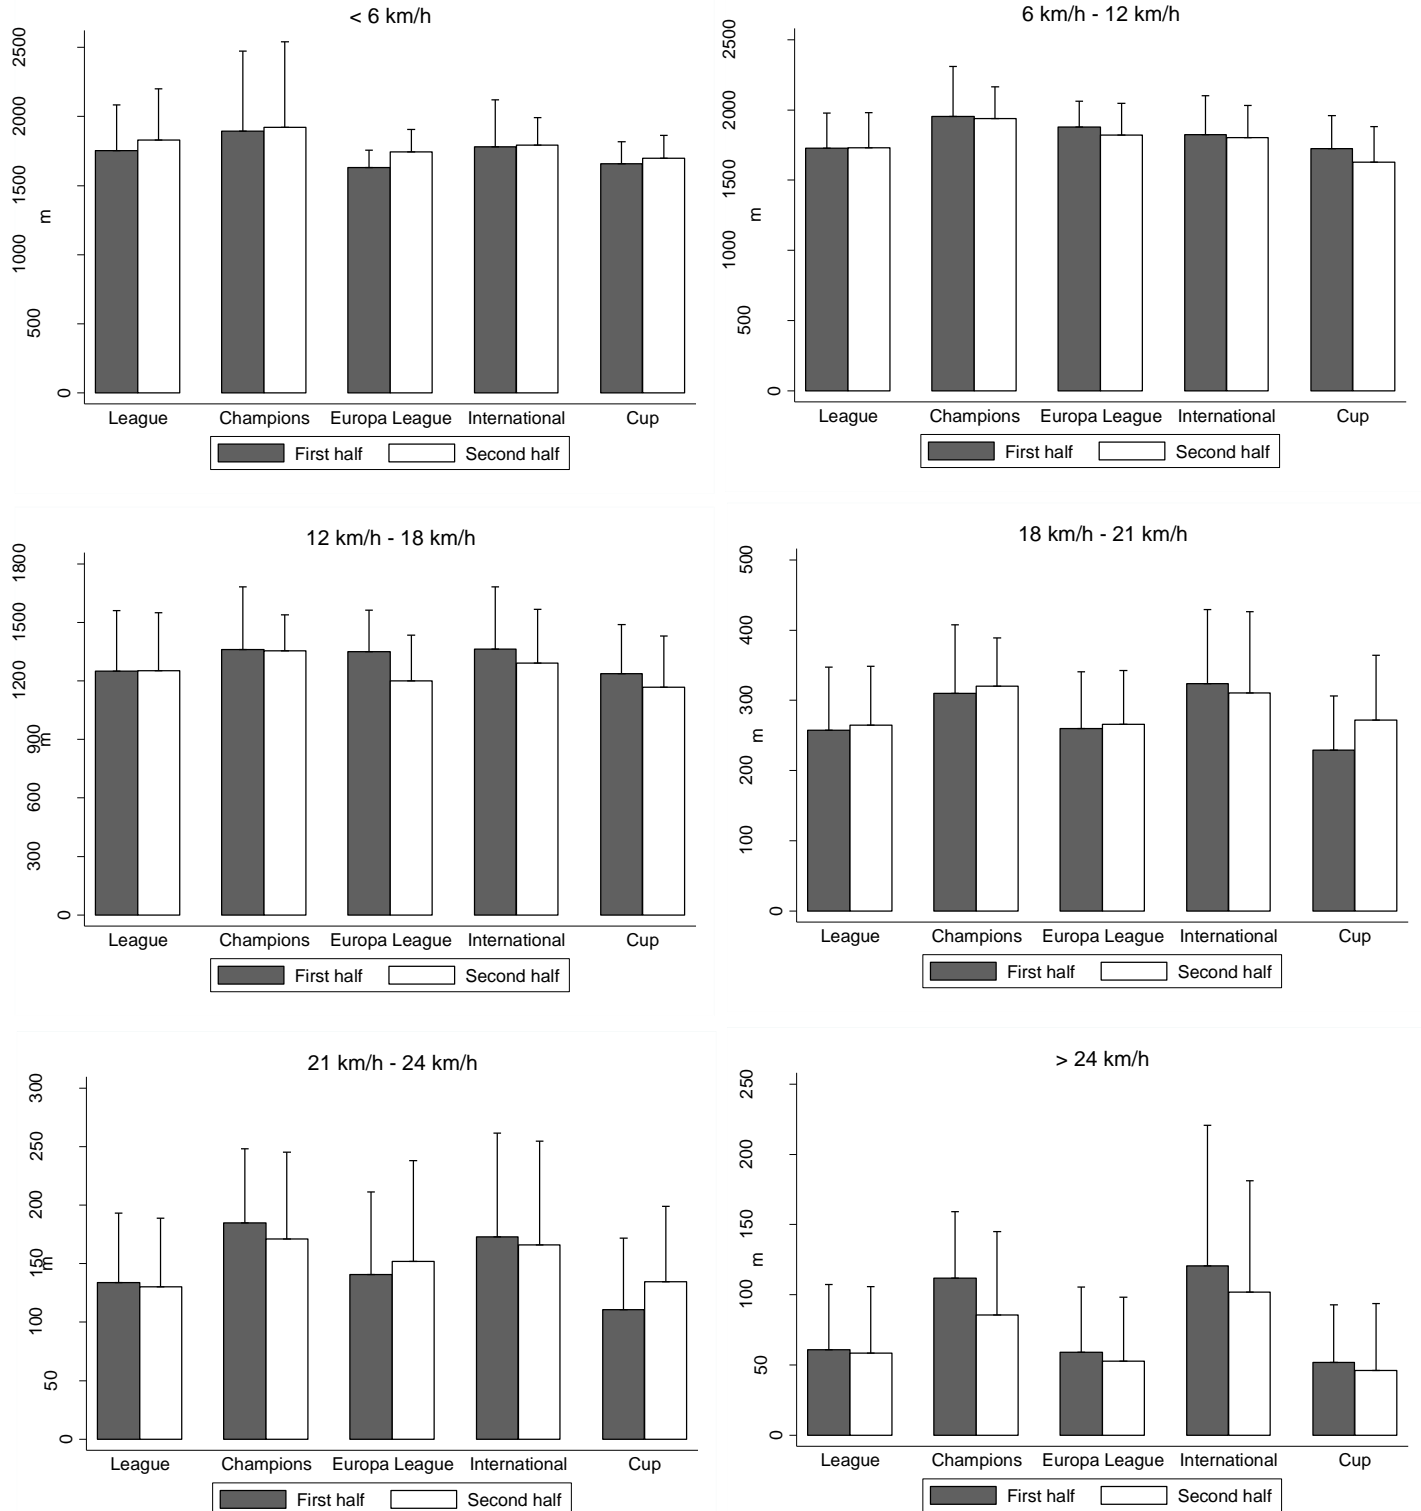 < 6 km/h
2500
2000
1500
m
1000
500
0
League Champions Europa League International Cup
First half Second half
6 km/h - 12 km/h
2500
2000
1500
m
1000
500
0
League Champions Europa League International Cup
First half Second half
12 km/h - 18 km/h
1800
1500
1200
900
m
600
300
0
League Champions Europa League International Cup
First half Second half
18 km/h - 21 km/h
500
400
300
m
200
100
0
League Champions Europa League International Cup
First half Second half
21 km/h - 24 km/h
300
250
200
150
m
100
50
0
League Champions Europa League International Cup
First half Second half
> 24 km/h
250
200
150
m
100
50
0
League Champions Europa League International Cup
First half Second half